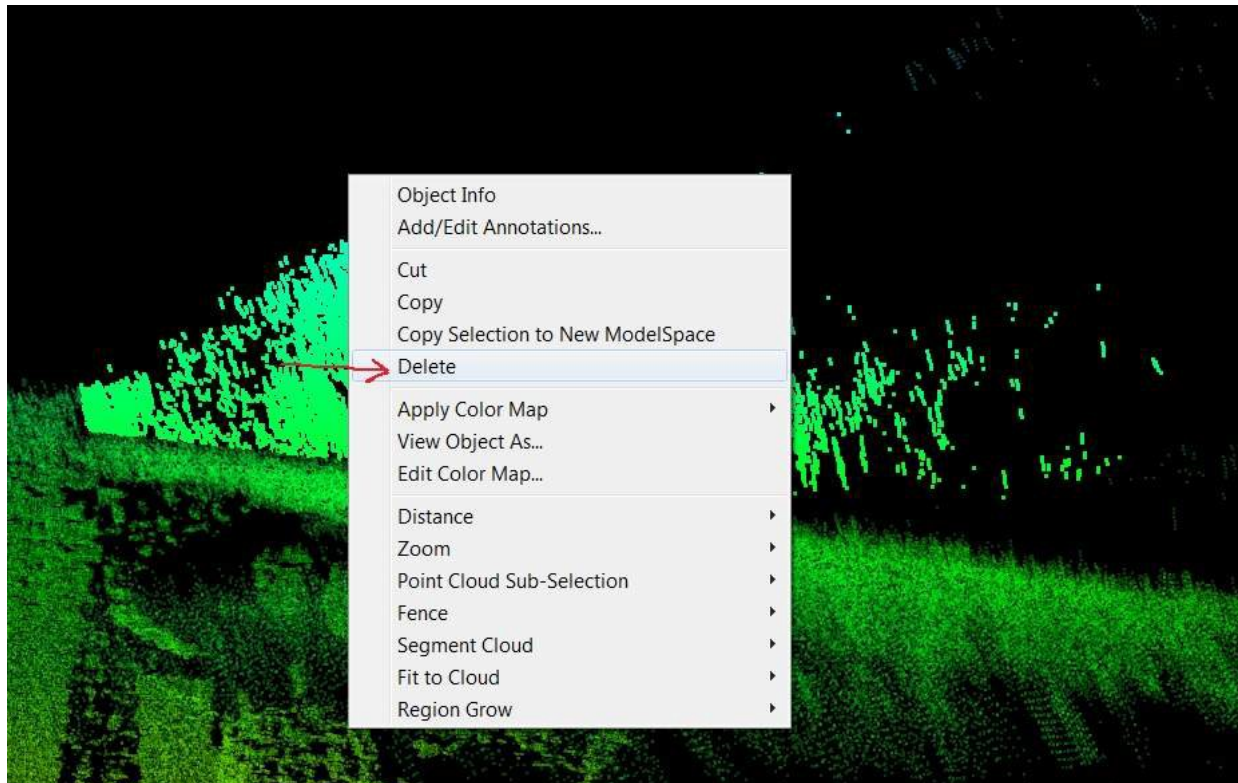 Object Info
Add/Edit Annotations...
Cut
Copy
Copy Selection to New ModelSpace
Delete
Apply Color Map
View Object As...
Edit Color Map...
Distance
Zoom
Point Cloud Sub-Selection
Fence
Segment Cloud
Fit to Cloud
Region Grow